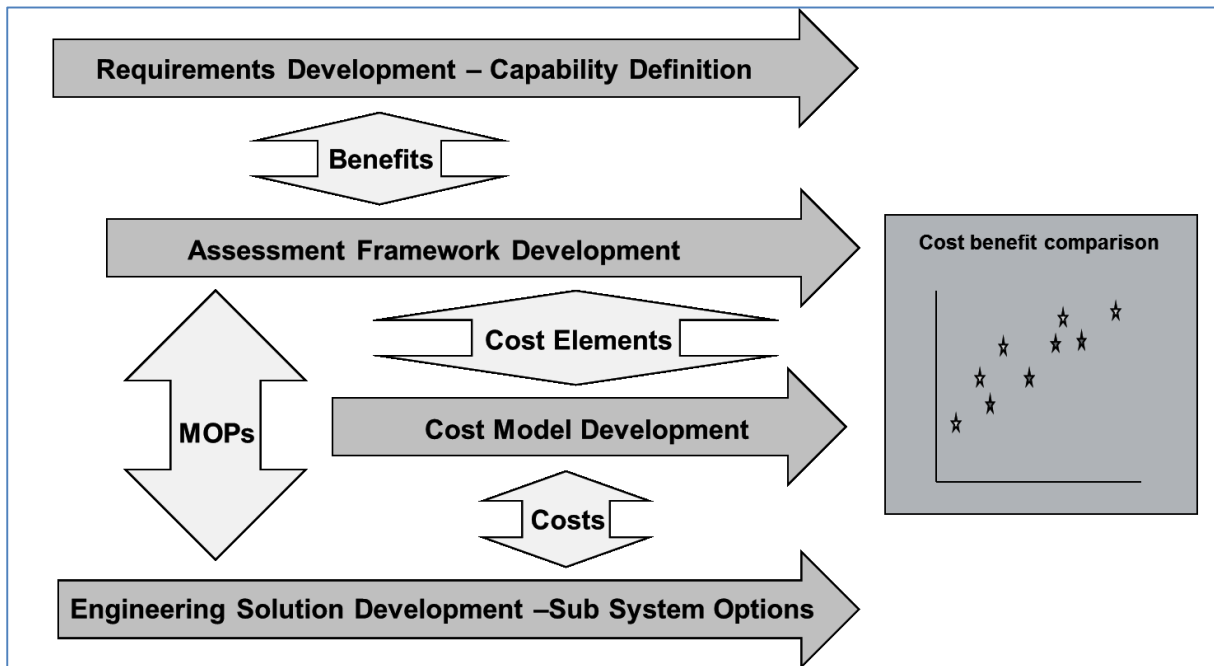 Requirements Development – Capability Definition
Benefits
Assessment Framework Development
Cost benefit comparison
Cost Elements
MOPs
Cost Model Development
Costs
Engineering Solution Development –Sub System Options